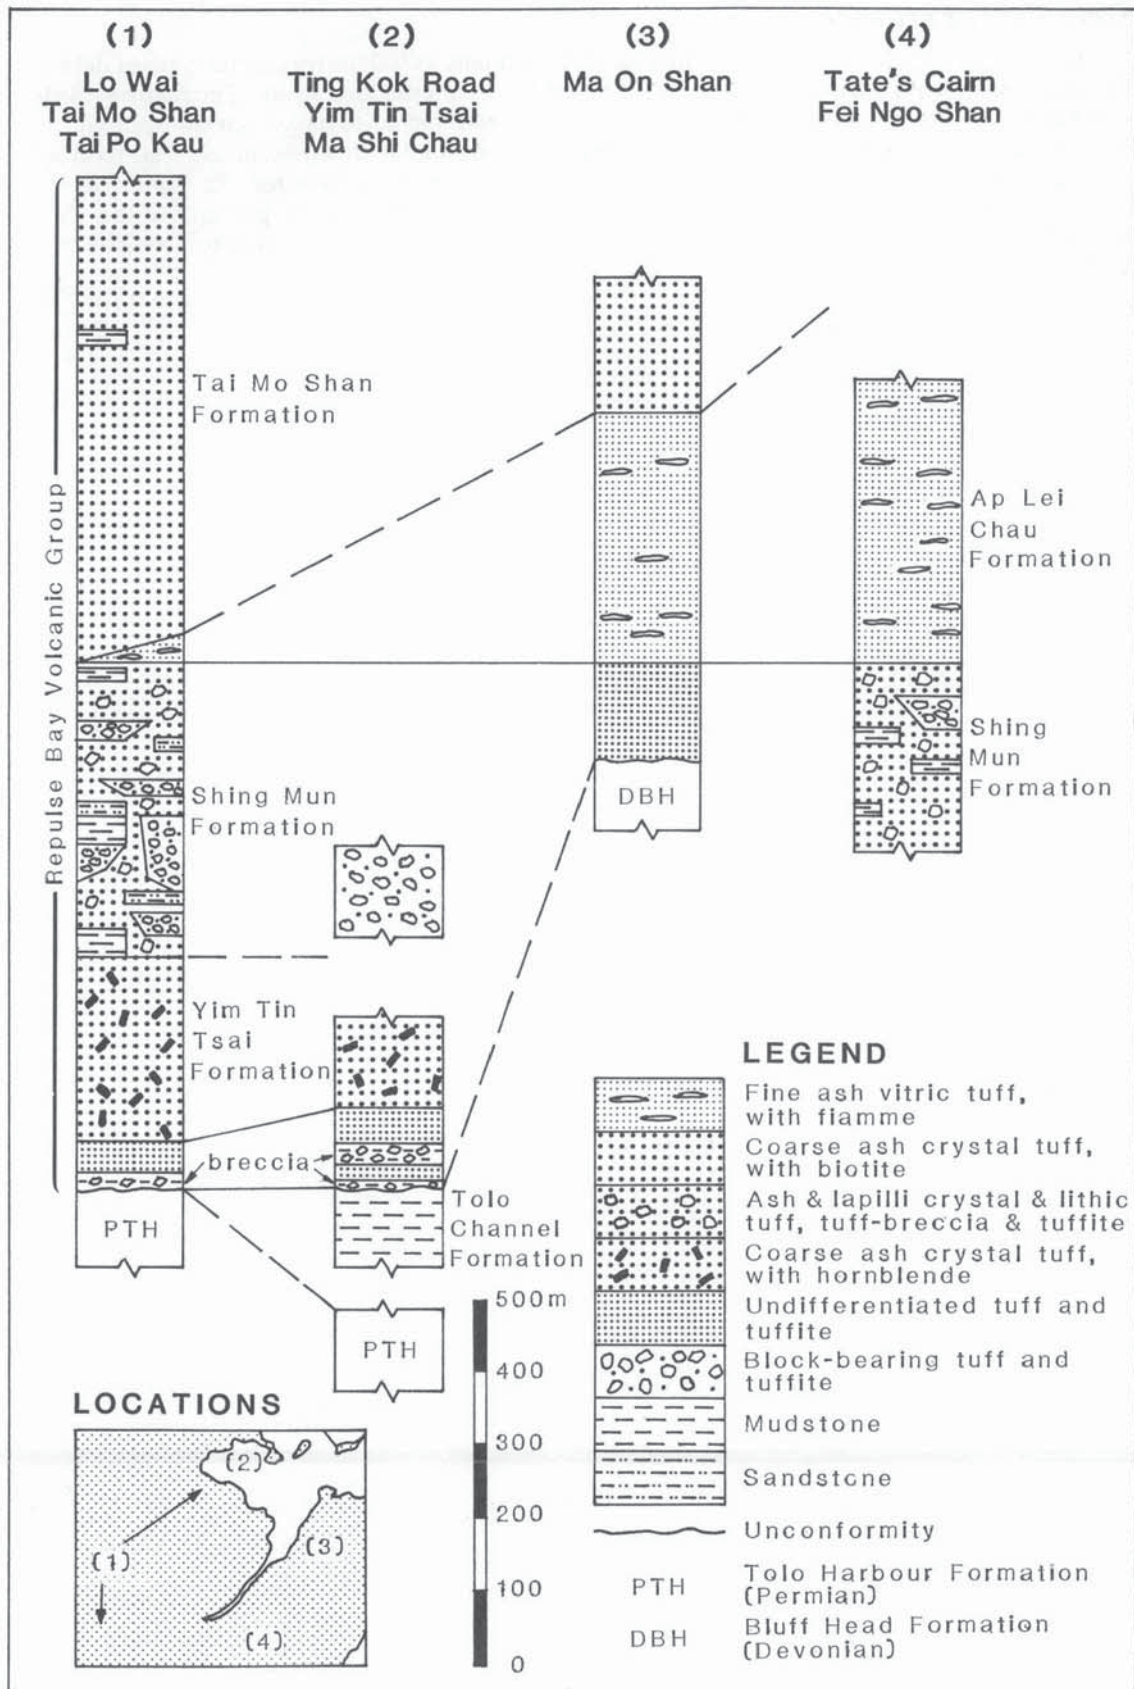 (1)
Lo Wai
Tai Mo Shan
Tai Po Kau
(2)
Ting Kok Road
Yim Tin Tsai
Ma Shi Chau
(3)
Ma On Shan
(4)
Tate's Cairn
Fei Ngo Shan
Repulse Bay Volcanic Group
Tai Mo Shan
Formation
Ap Lei
Chau
Formation
Shing Mun
Formation
DBH
Shing
Mun
Formation
Yim Tin
Tsai
Formation
breccia
PTH
Tolo
Channel
Formation
PTH
500m
400
300
200
100
0
LEGEND
Fine ash vitric tuff,
with fiamme
Coarse ash crystal tuff,
with biotite
Ash & lapilli crystal & lithic
tuff, tuff-breccia & tuffite
Coarse ash crystal tuff,
with hornblende
Undifferentiated tuff and
tuffite
Block-bearing tuff and
tuffite
Mudstone
Sandstone
Unconformity
PTH
Tolo Harbour Formation
(Permian)
DBH
Bluff Head Formation
(Devonian)
LOCATIONS
(1)
(2)
(3)
(4)